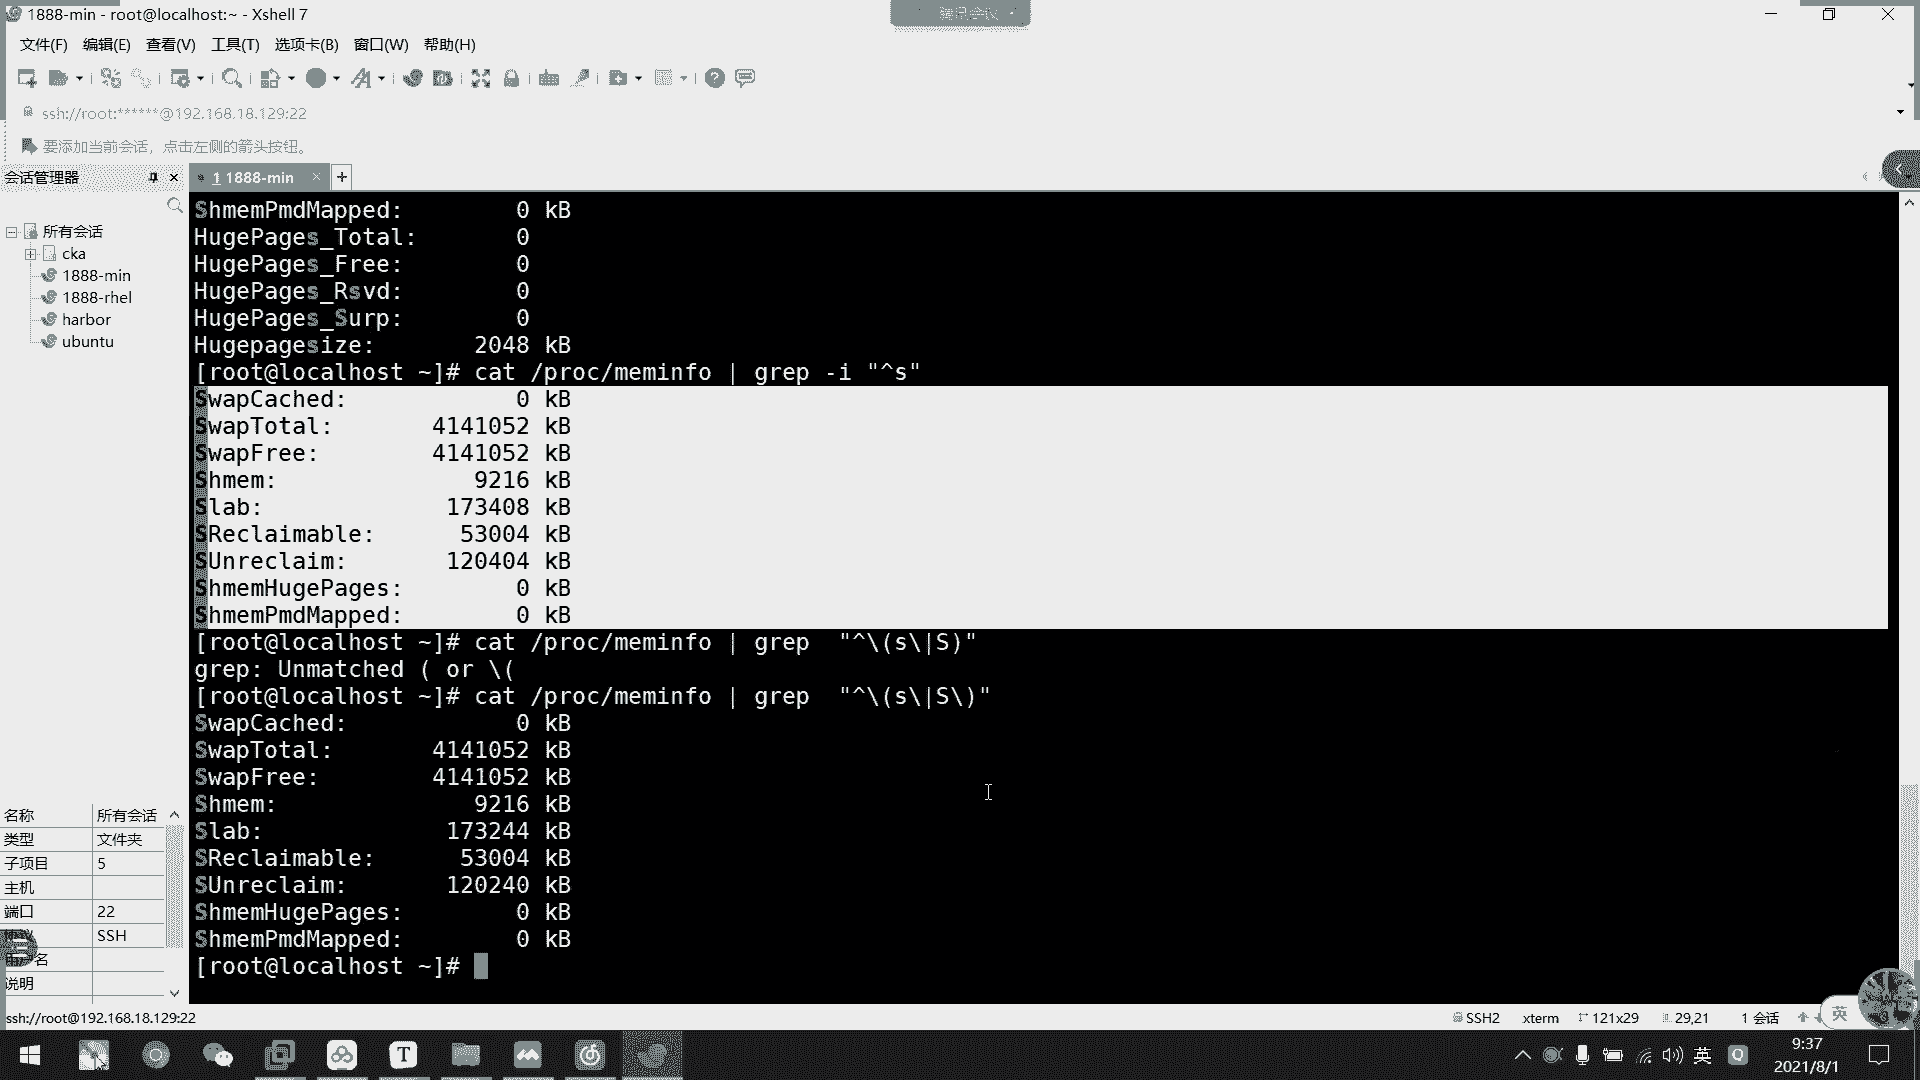 1888-min - root@localhost:~ - Xshell 7
腾讯会议
文件(F) 编辑(E) 查看(V) 工具(T) 选项卡(B) 窗口(W) 帮助(H)
ssh://root:******@192.168.18.129:22
要添加当前会话，点击左侧的箭头按钮。
会话管理器
1 1888-min
所有会话
cka
1888-min
1888-rhel
harbor
ubuntu
ShmemPmdMapped: 0 kB
HugePages_Total: 0
HugePages_Free: 0
HugePages_Rsvd: 0
HugePages_Surp: 0
Hugepagesize: 2048 kB
[root@localhost ~]# cat /proc/meminfo | grep -i "^s"
SwapCached: 0 kB
SwapTotal: 4141052 kB
SwapFree: 4141052 kB
Shmem: 9216 kB
Slab: 173408 kB
SReclaimable: 53004 kB
SUnreclaim: 120404 kB
ShmemHugePages: 0 kB
ShmemPmdMapped: 0 kB
[root@localhost ~]# cat /proc/meminfo | grep  "^\(s\|S)"
grep: Unmatched ( or \(
[root@localhost ~]# cat /proc/meminfo | grep  "^\(s\|S\)"
SwapCached: 0 kB
SwapTotal: 4141052 kB
SwapFree: 4141052 kB
Shmem: 9216 kB
Slab: 173244 kB
SReclaimable: 53004 kB
SUnreclaim: 120240 kB
ShmemHugePages: 0 kB
ShmemPmdMapped: 0 kB
[root@localhost ~]#
名称 所有会话
类型 文件夹
子项目 5
主机
端口 22
SSH
说明
ssh://root@192.168.18.129:22
SSH2 xterm 121x29 29,21 1 会话
英
英
9:37
2021/8/1